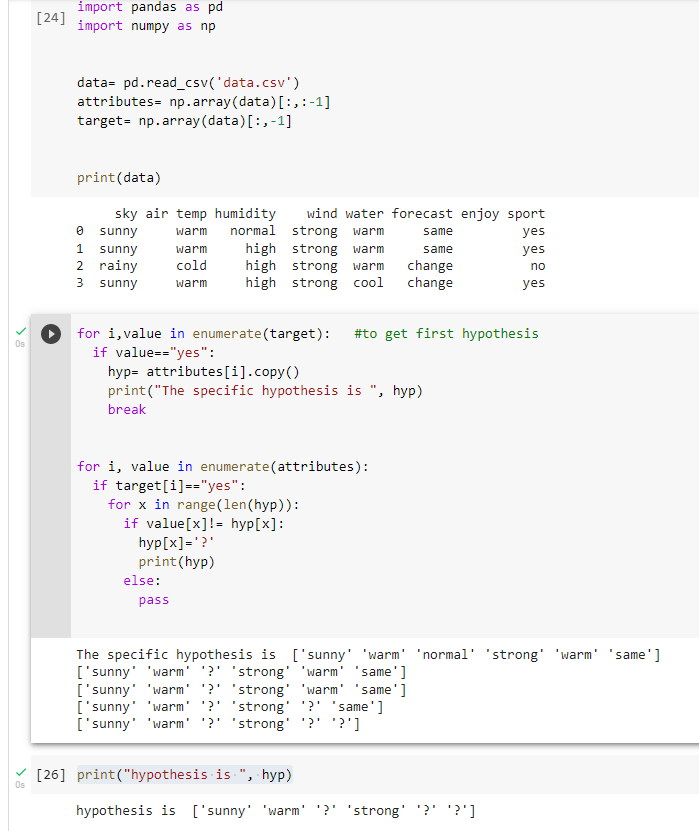 import pandas as pd
[24] import numpy as np
data= pd.read_csv('data.csv')
attributes= np.array(data)[:,:-1]
target= np.array(data)[:,-1]
print(data)
sky air temp humidity wind water forecast enjoy sport
0 sunny warm normal strong warm same yes
1 sunny warm high strong warm same yes
2 rainy cold high strong warm change no
3 sunny warm high strong cool change yes
for i,value in enumerate(target): #to get first hypothesis
0s
if value=="yes":
hyp= attributes[i].copy()
print("The specific hypothesis is ", hyp)
break
for i, value in enumerate(attributes):
if target[i]=="yes":
for x in range(len(hyp)):
if value[x]!= hyp[x]:
hyp[x]='?'
print(hyp)
else:
pass
The specific hypothesis is ['sunny' 'warm' 'normal' 'strong' 'warm' 'same']
['sunny' 'warm' '?' 'strong' 'warm' 'same']
['sunny' 'warm' '?' 'strong' 'warm' 'same']
['sunny' 'warm' '?' 'strong' '?' 'same']
['sunny' 'warm' '?' 'strong' '?' '?']
[26] print("hypothesis is ", hyp)
0s
hypothesis is ['sunny' 'warm' '?' 'strong' '?' '?']